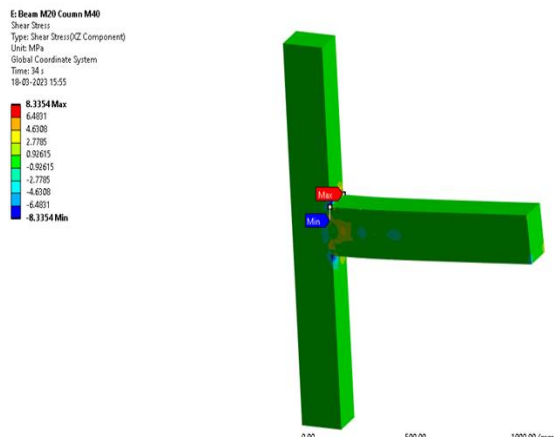 E: Beam M20 Coumn M40
Shear Stress
Type: Shear Stress(XZ Component)
Unit: MPa
Global Coordinate System
Time: 34 s
18-03-2023 15:55
8.3354 Max
6.4831
4.6308
2.7785
0.92615
-0.92615
-2.7785
-4.6308
-6.4831
-8.3354 Min
Max
Min
0.00 500.00 1000.00 (mm